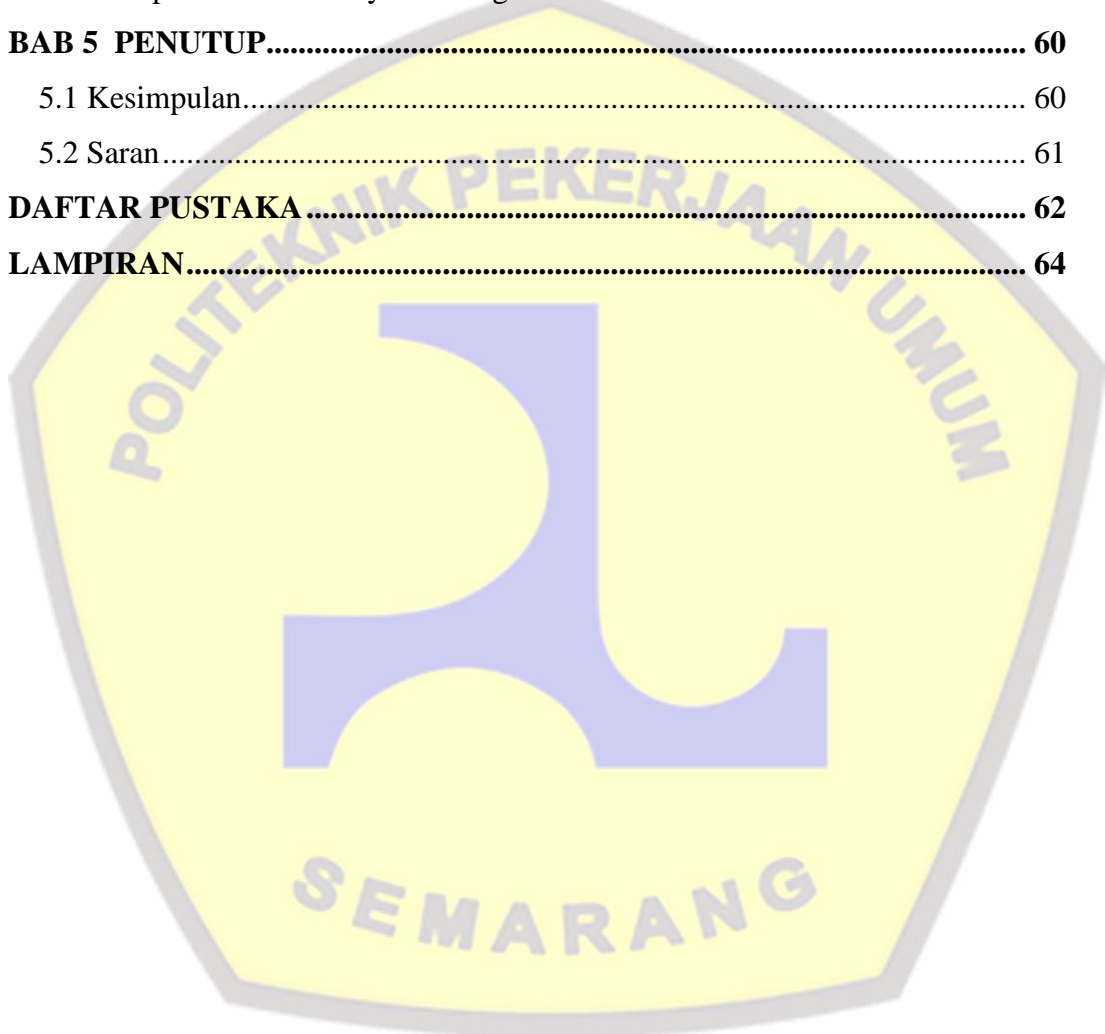 BAB 5  PENUTUP.......................................................................................... 60
5.1 Kesimpulan............................................................................................. 60
5.2 Saran....................................................................................................... 61
DAFTAR PUSTAKA ..................................................................................... 62
LAMPIRAN.................................................................................................... 64
POLITEKNIK PEKERJAAN UMUM
SEMARANG